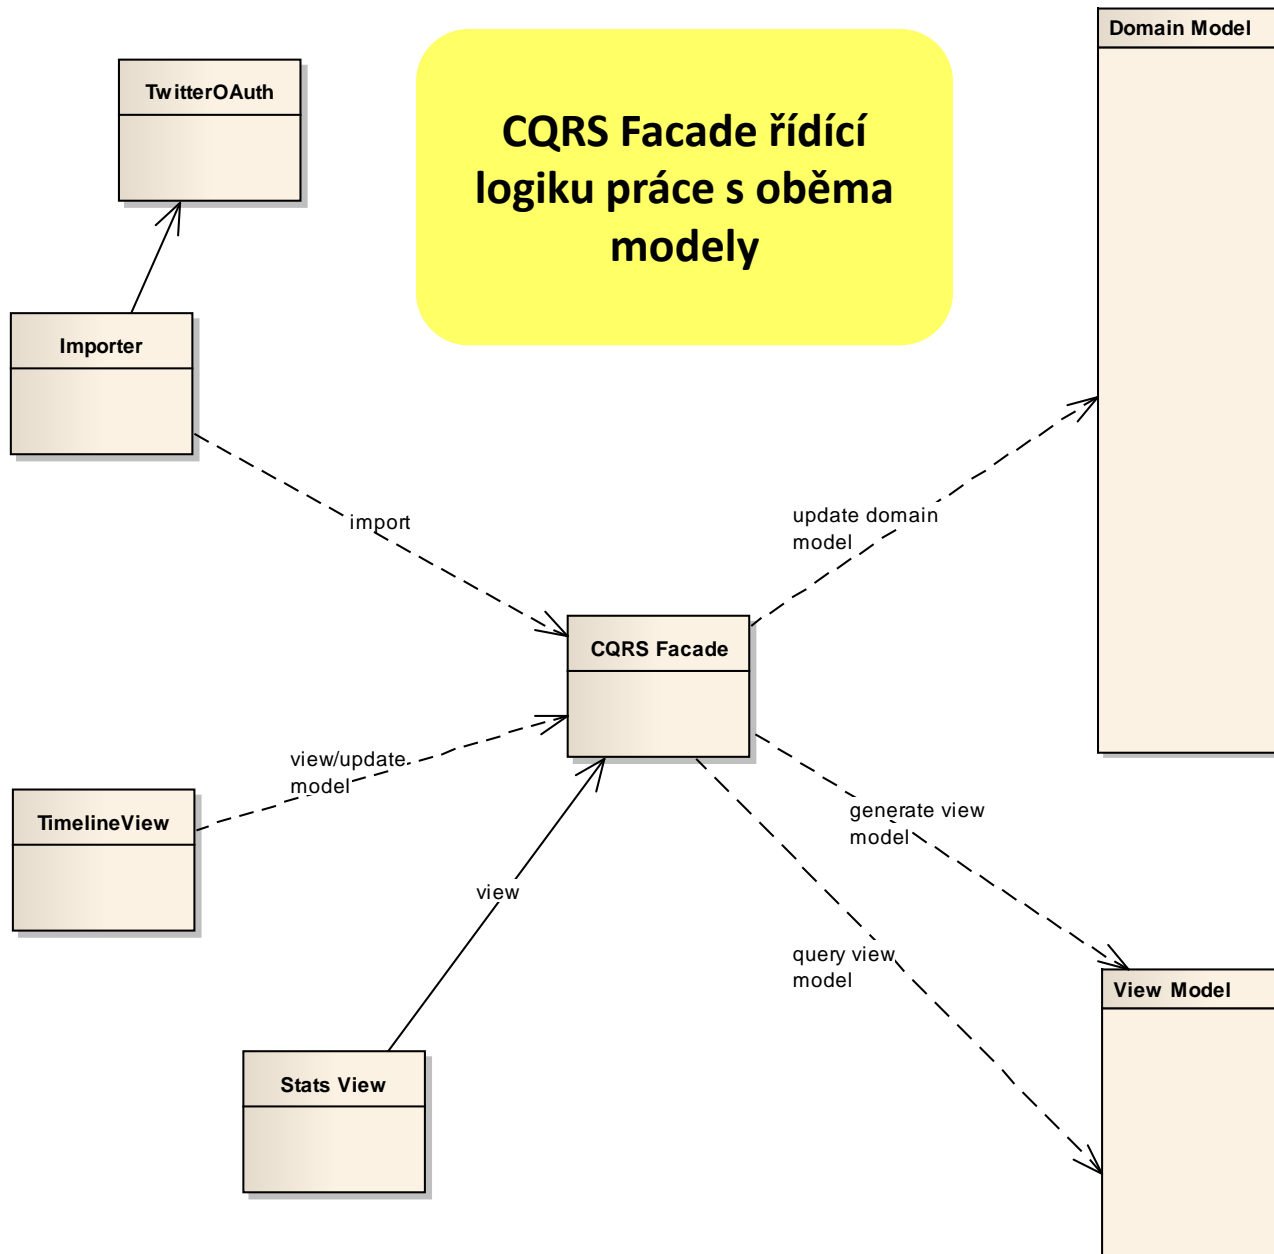 Domain Model
TwitterOAuth
CQRS Facade řídící
logiku práce s oběma
modely
Importer
import
update domain
model
CQRS Facade
view/update
model
TimelineView
generate view
model
view
query view
model
View Model
Stats View